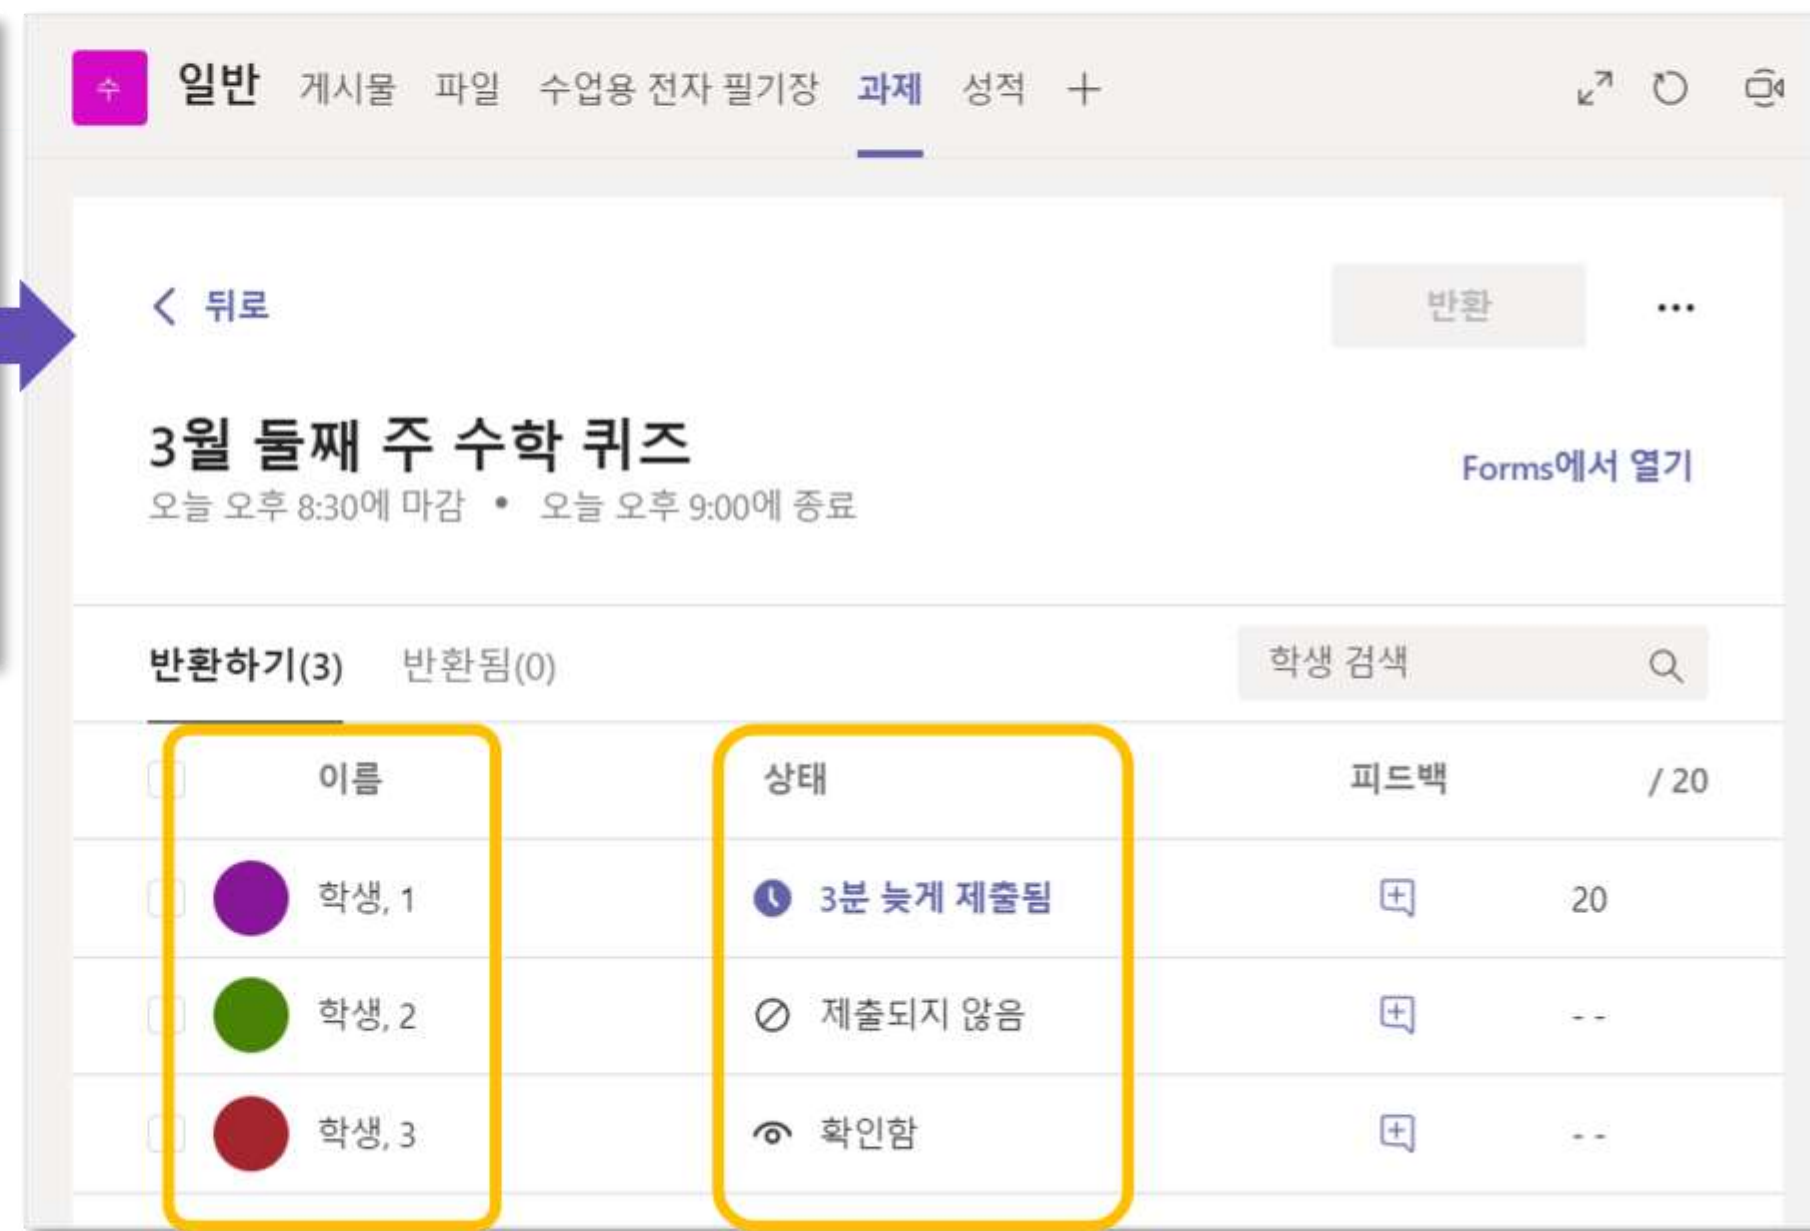 수 일반 게시물 파일 수업용 전자 필기장 과제 성적 +
뒤로 반환 ...
3월 둘째 주 수학 퀴즈
Forms에서 열기
오늘 오후 8:30에 마감 • 오늘 오후 9:00에 종료
반환하기(3) 반환됨(0) 학생 검색
이름 상태 피드백 / 20
학생, 1 3분 늦게 제출됨 20
학생, 2 제출되지 않음 - -
학생, 3 확인함 - -